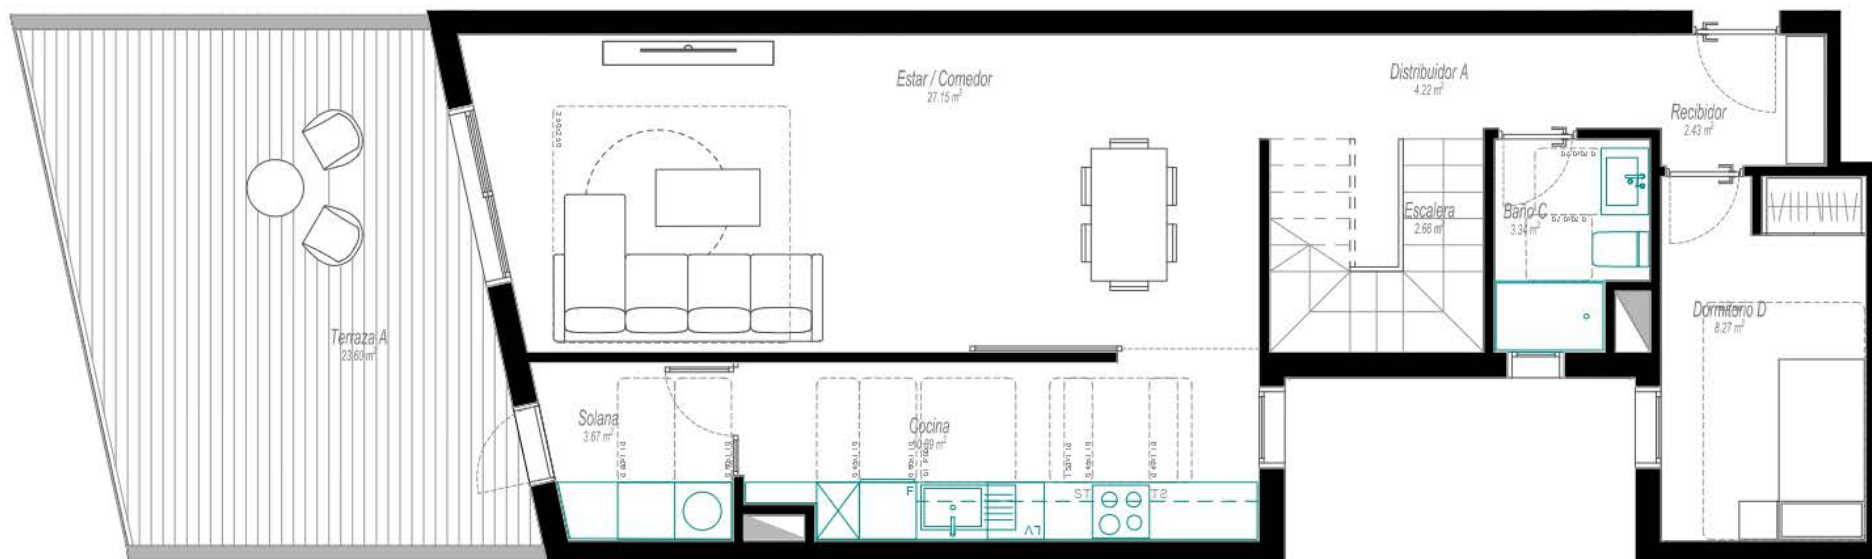 Estar / Comedor
27.15 m²
Distribuidor A
4.22 m²
Recibidor
2.43 m²
Escalera
2.66 m²
Baño C
3.34 m²
Dormitorio D
8.27 m²
Terraza A
23.60 m²
Solana
3.67 m²
Cocina
F
LV
ST
ST